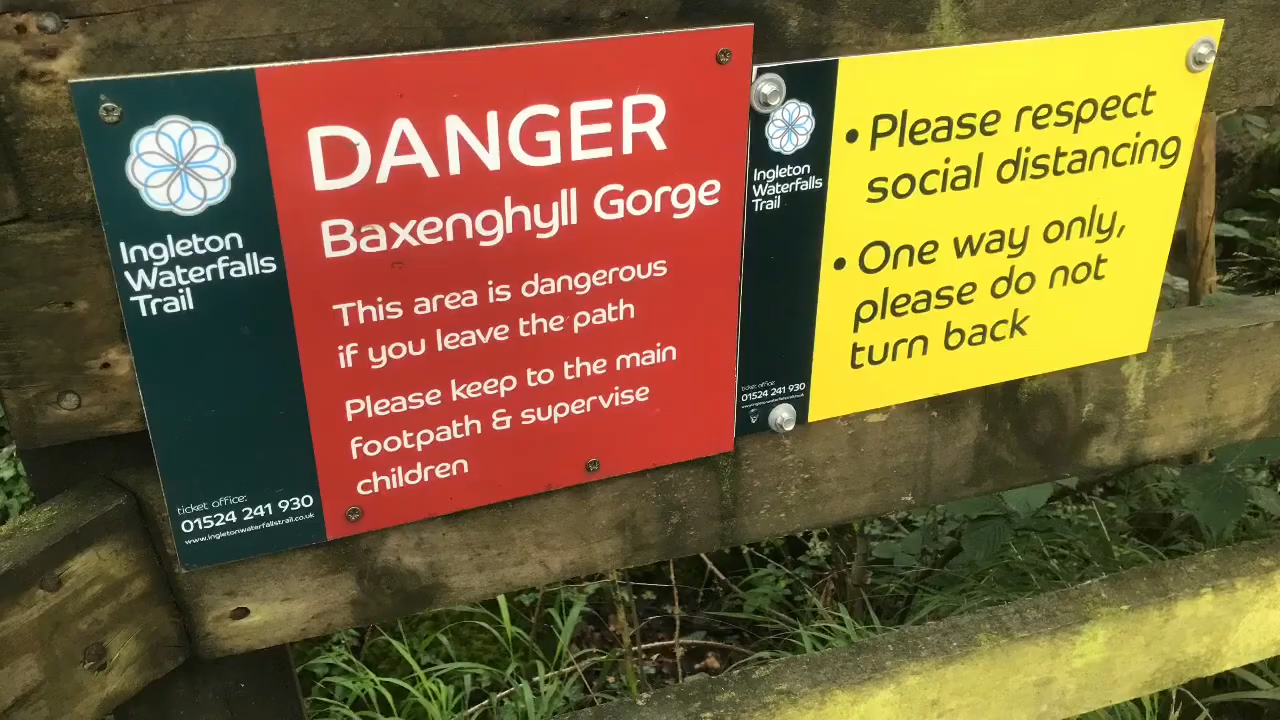 Ingleton
Waterfalls
Trail
ticket office:
01524 241 930
www.ingletonwaterfallstrail.co.uk
DANGER
Baxenghyll Gorge
This area is dangerous
if you leave the path
Please keep to the main
footpath & supervise
children
Ingleton
Waterfalls
Trail
ticket office:
01524 241 930
• Please respect
social distancing
• One way only,
please do not
turn back